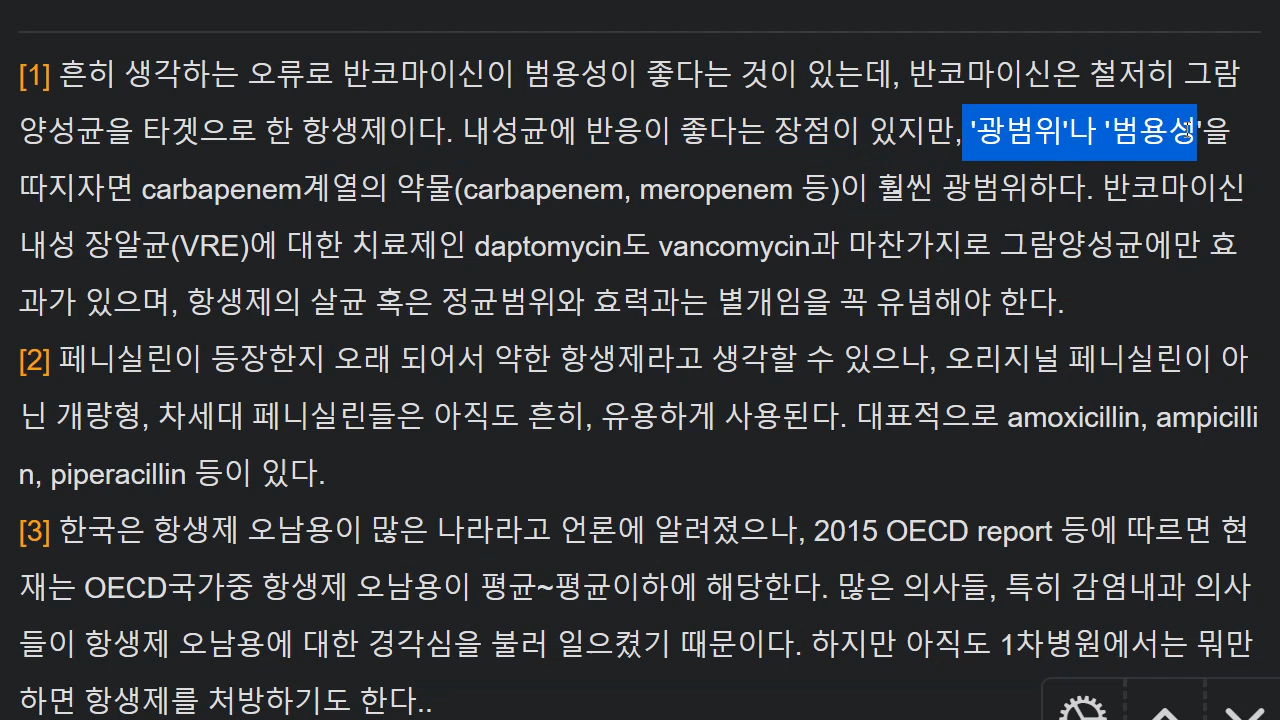 [1] 흔히 생각하는 오류로 반코마이신이 범용성이 좋다는 것이 있는데, 반코마이신은 철저히 그람
양성균을 타겟으로 한 항생제이다. 내성균에 반응이 좋다는 장점이 있지만, '광범위'나 '범용성'을
따지자면 carbapenem계열의 약물(carbapenem, meropenem 등)이 훨씬 광범위하다. 반코마이신
내성 장알균(VRE)에 대한 치료제인 daptomycin도 vancomycin과 마찬가지로 그람양성균에만 효
과가 있으며, 항생제의 살균 혹은 정균범위와 효력과는 별개임을 꼭 유념해야 한다.
[2] 페니실린이 등장한지 오래 되어서 약한 항생제라고 생각할 수 있으나, 오리지널 페니실린이 아
닌 개량형, 차세대 페니실린들은 아직도 흔히, 유용하게 사용된다. 대표적으로 amoxicillin, ampicilli
n, piperacillin 등이 있다.
[3] 한국은 항생제 오남용이 많은 나라라고 언론에 알려졌으나, 2015 OECD report 등에 따르면 현
재는 OECD국가중 항생제 오남용이 평균~평균이하에 해당한다. 많은 의사들, 특히 감염내과 의사
들이 항생제 오남용에 대한 경각심을 불러 일으켰기 때문이다. 하지만 아직도 1차병원에서는 뭐만
하면 항생제를 처방하기도 한다..